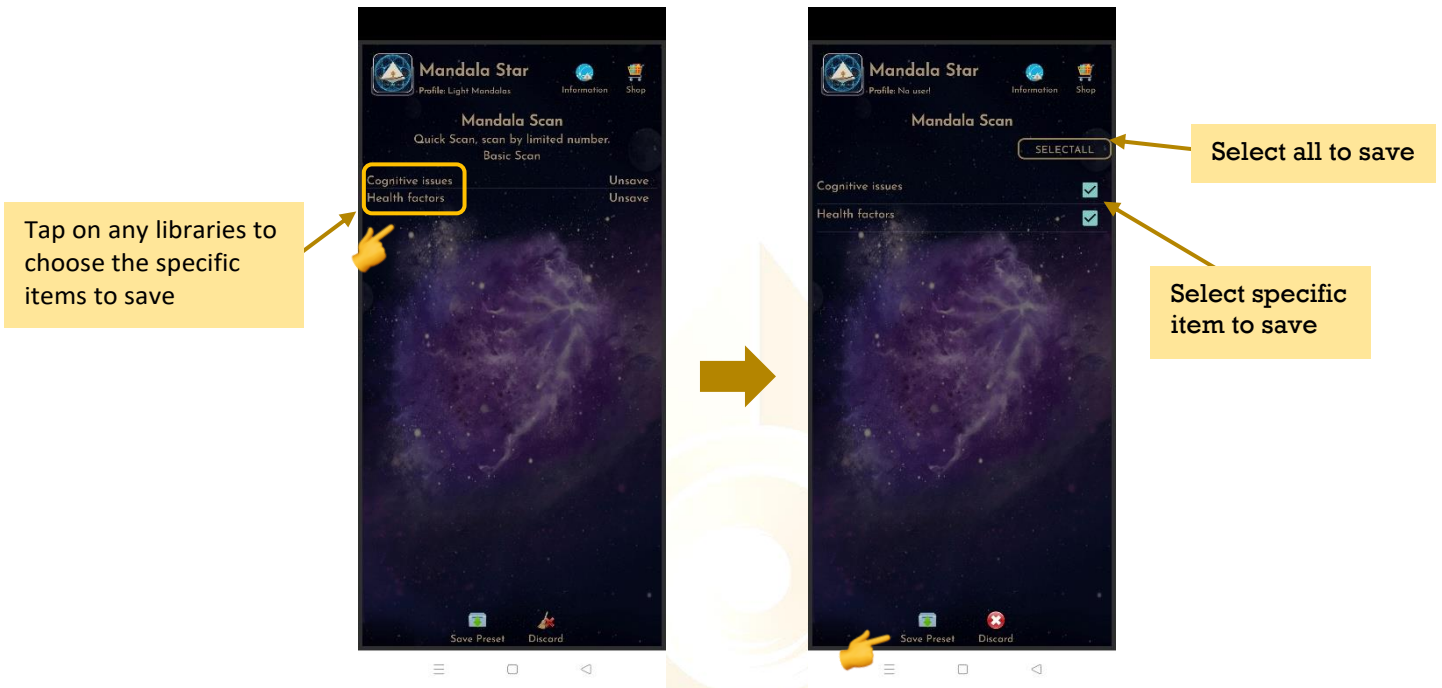 Tap on any libraries to
choose the specific
items to save
Mandala Star
Profile: Light Mandalas
Information
Shop
Mandala Scan
Quick Scan, scan by limited number.
Basic Scan
Cognitive issues Unsave
Health factors Unsave
Save Preset
Discard
Mandala Star
Profile: No user!
Information
Shop
Mandala Scan
SELECTALL
Cognitive issues
Health factors
Save Preset
Discard
Select all to save
Select specific
item to save